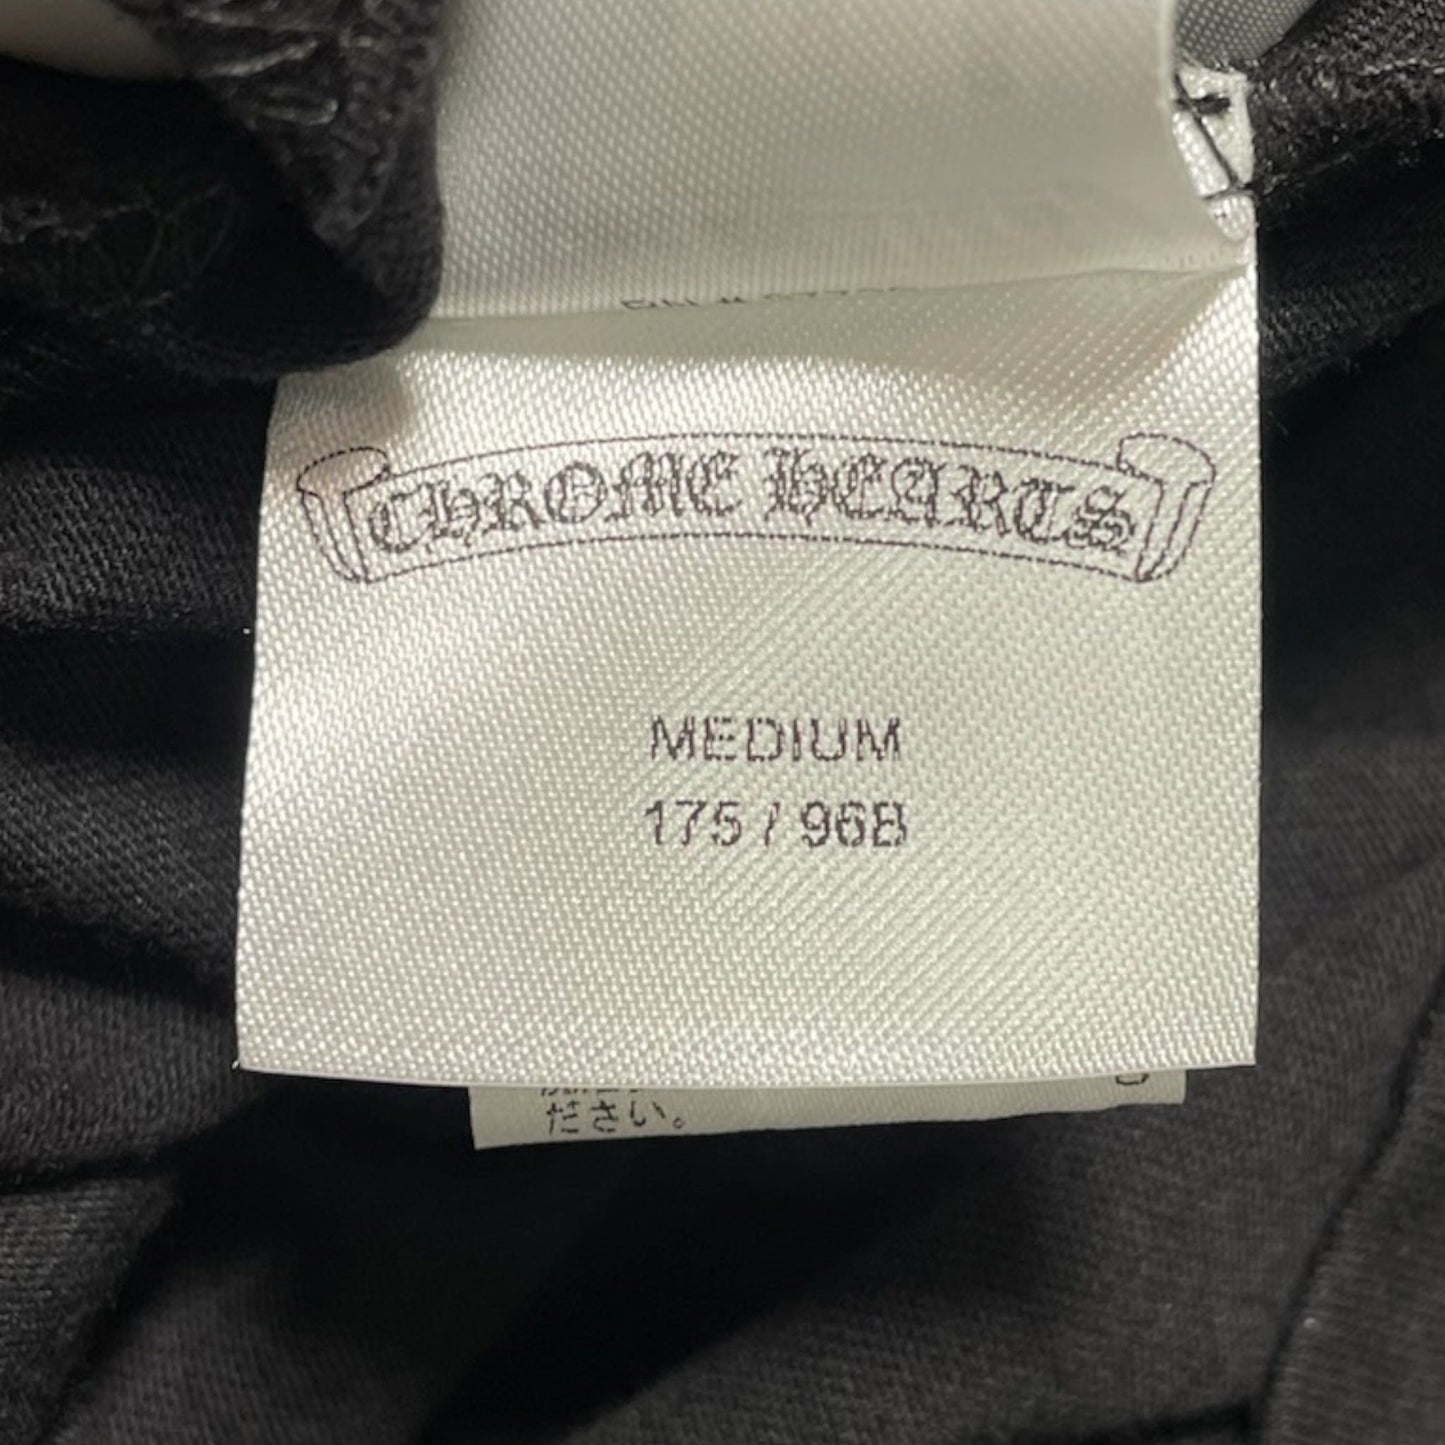 CHROME HEARTS
MEDIUM
175 / 96B
ださい。